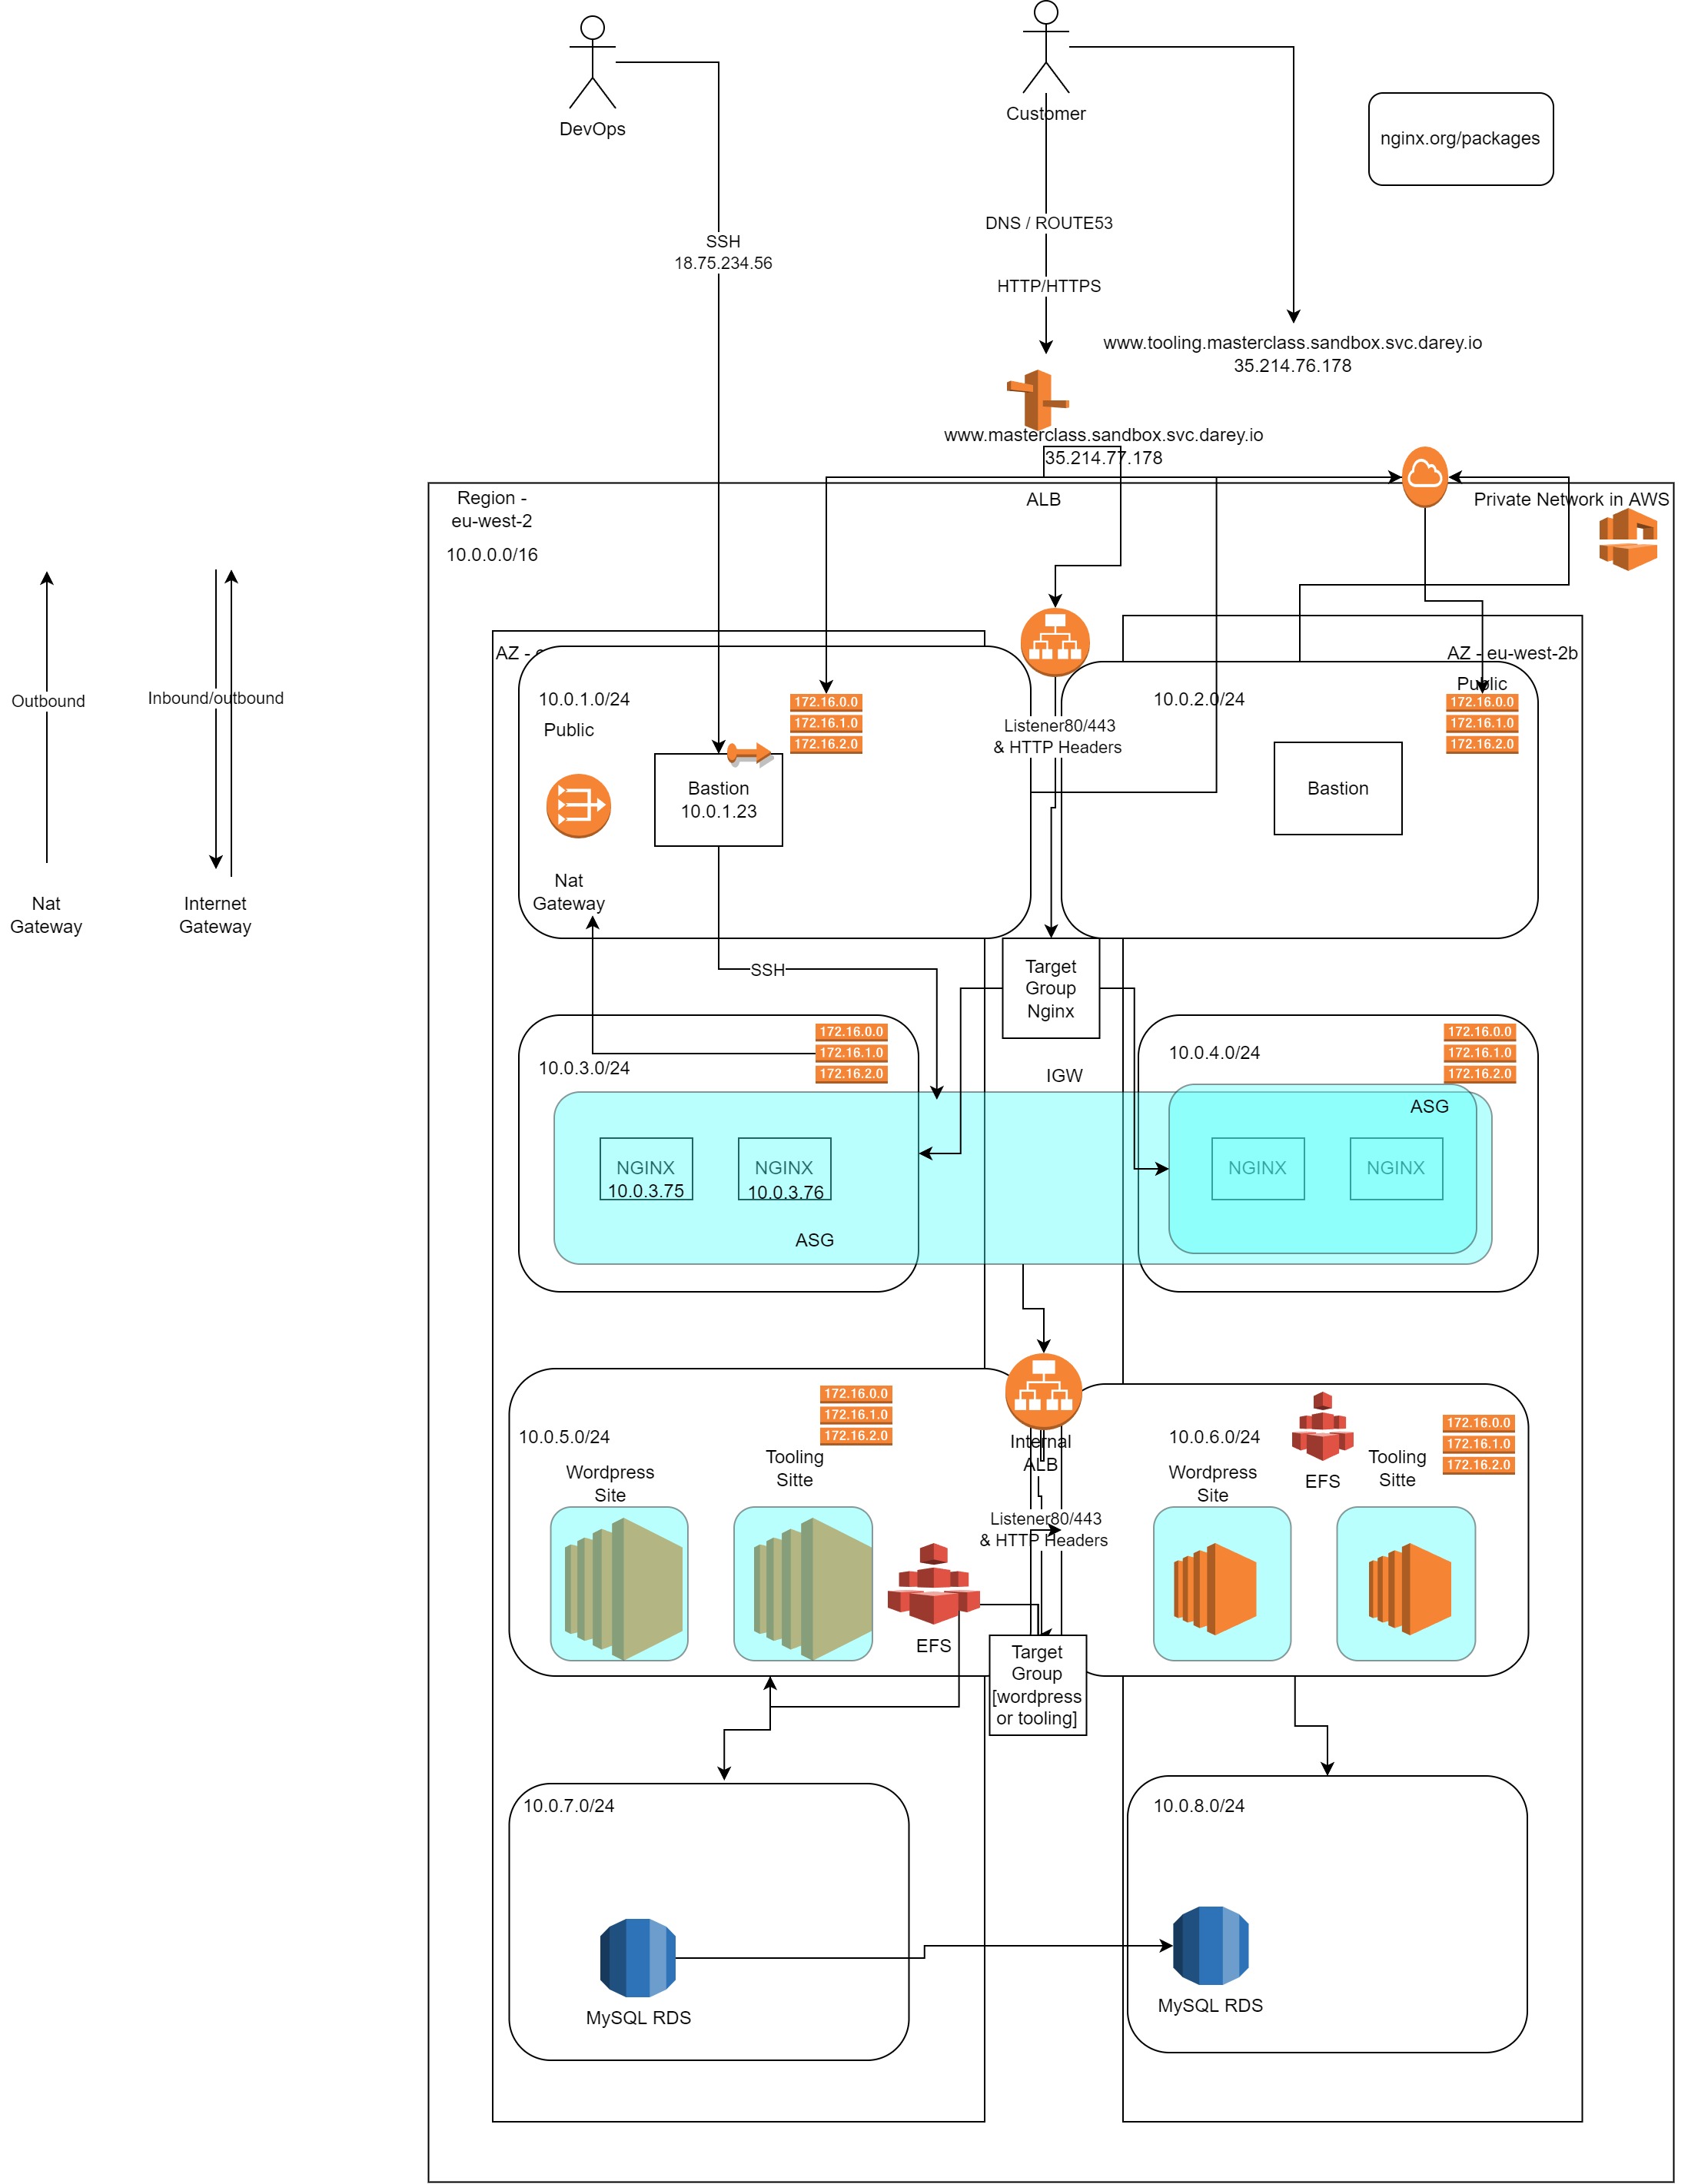 DevOps
Customer
nginx.org/packages
DNS / ROUTE53
SSH
18.75.234.56
HTTP/HTTPS
www.tooling.masterclass.sandbox.svc.darey.io
35.214.76.178
www.masterclass.sandbox.svc.darey.io
35.214.77.178
Region -
eu-west-2
10.0.0.0/16
ALB
Private Network in AWS
AZ -
AZ - eu-west-2b
Outbound
Inbound/outbound
Nat
Gateway
Internet
Gateway
10.0.1.0/24
Public
172.16.0.0
172.16.1.0
172.16.2.0
Bastion
10.0.1.23
Nat
Gateway
Listener80/443
& HTTP Headers
10.0.2.0/24
Public
172.16.0.0
172.16.1.0
172.16.2.0
Bastion
SSH
Target
Group
Nginx
10.0.3.0/24
172.16.0.0
172.16.1.0
172.16.2.0
IGW
10.0.4.0/24
172.16.0.0
172.16.1.0
172.16.2.0
ASG
NGINX
10.0.3.75
NGINX
10.0.3.76
NGINX
NGINX
ASG
10.0.5.0/24
172.16.0.0
172.16.1.0
172.16.2.0
Wordpress
Site
Tooling
Sitte
Internal
ALB
Listener80/443
& HTTP Headers
EFS
10.0.6.0/24
Wordpress
Site
EFS
Tooling
Sitte
172.16.0.0
172.16.1.0
172.16.2.0
Target
Group
[wordpress
or tooling]
10.0.7.0/24
10.0.8.0/24
MySQL RDS
MySQL RDS